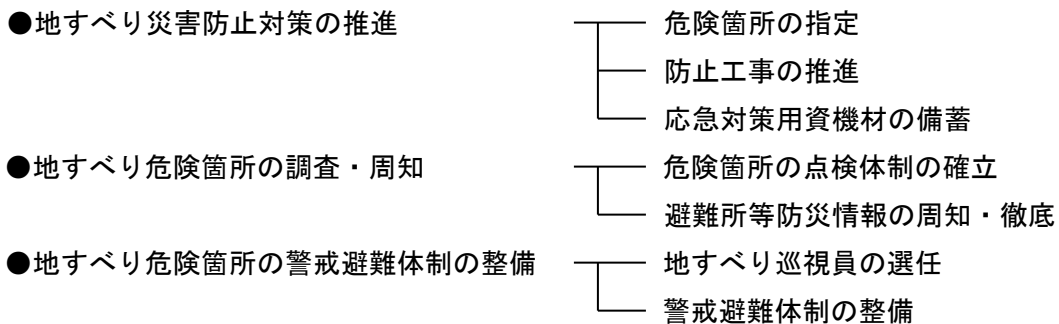 ●地すべり災害防止対策の推進 危険箇所の指定
防止工事の推進
応急対策用資機材の備蓄
●地すべり危険箇所の調査・周知 危険箇所の点検体制の確立
避難所等防災情報の周知・徹底
●地すべり危険箇所の警戒避難体制の整備 地すべり巡視員の選任
警戒避難体制の整備